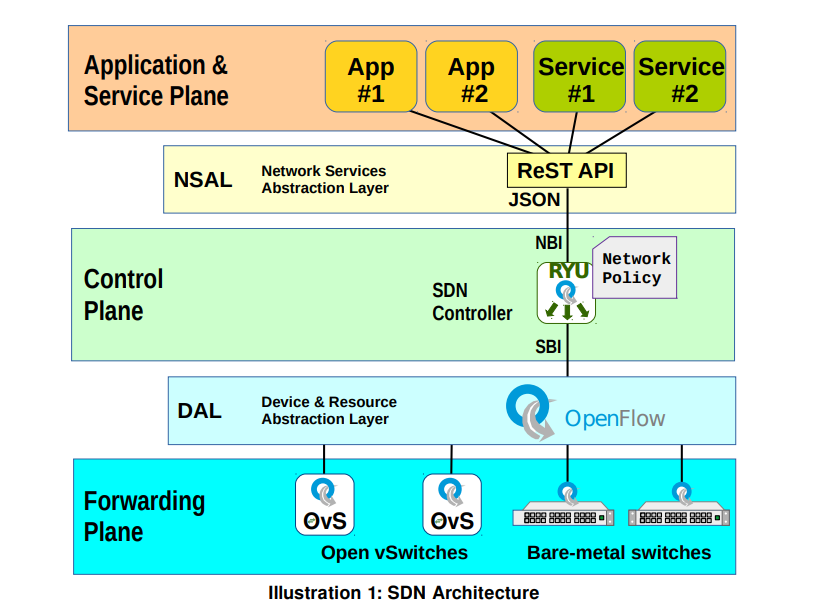 Application &
Service Plane
App
#1
App
#2
Service
#1
Service
#2
NSAL
Network Services
Abstraction Layer
ReST API
JSON
Control
Plane
NBI
SDN
Controller
RYU
Network
Policy
SBI
DAL
Device & Resource
Abstraction Layer
OpenFlow
Forwarding
Plane
OvS
OvS
Open vSwitches
Bare-metal switches
Illustration 1: SDN Architecture